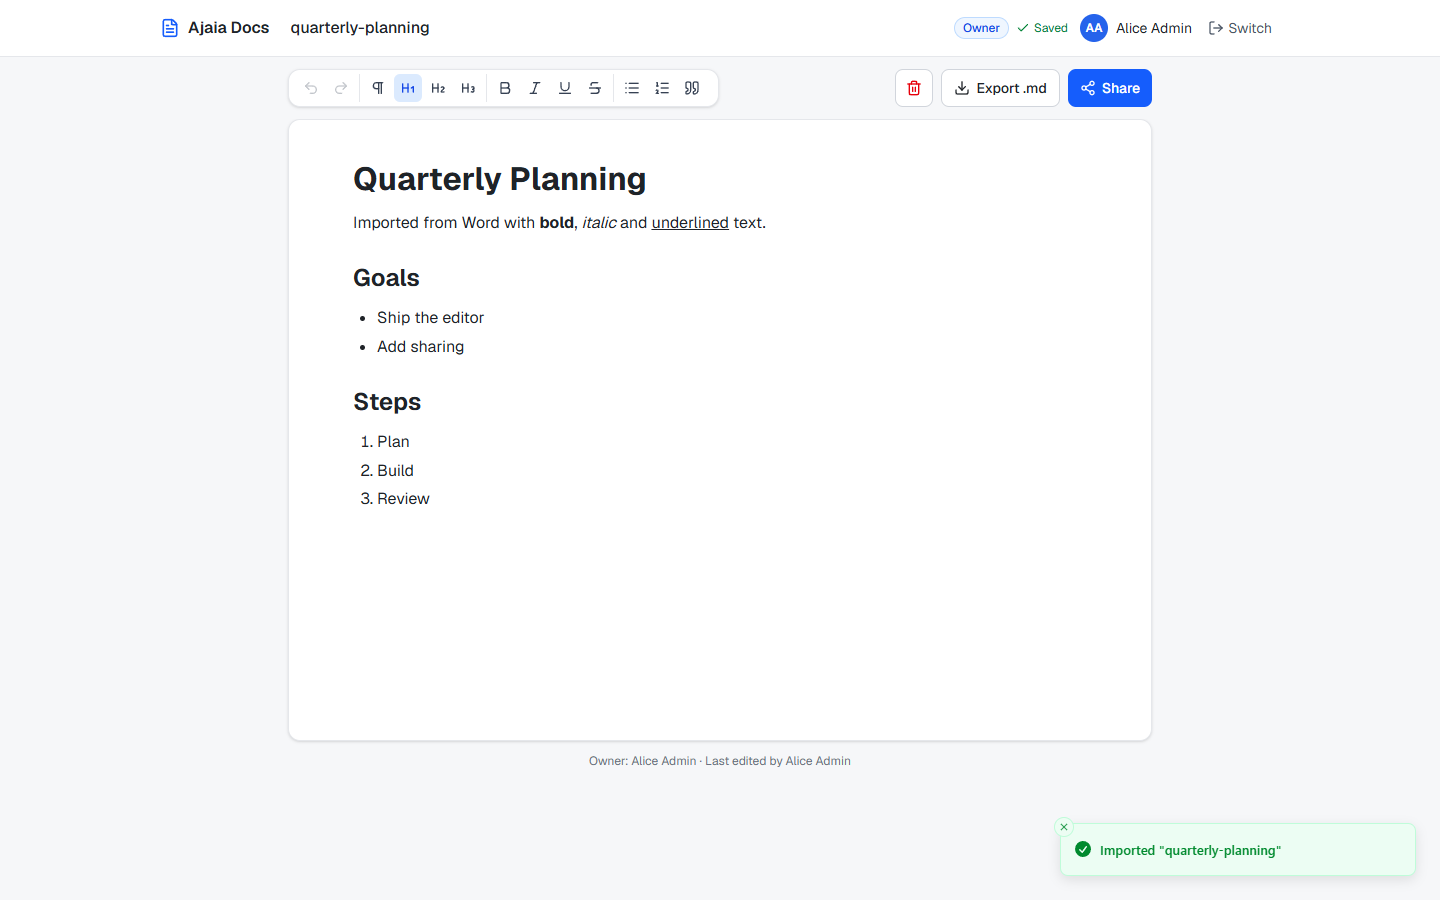 Ajaia Docs quarterly-planning Owner Saved AA Alice Admin Switch
H1 H2 H3 B I U S Export .md Share
Quarterly Planning
Imported from Word with bold, italic and underlined text.
Goals
• Ship the editor
• Add sharing
Steps
1. Plan
2. Build
3. Review
Owner: Alice Admin · Last edited by Alice Admin
Imported "quarterly-planning"